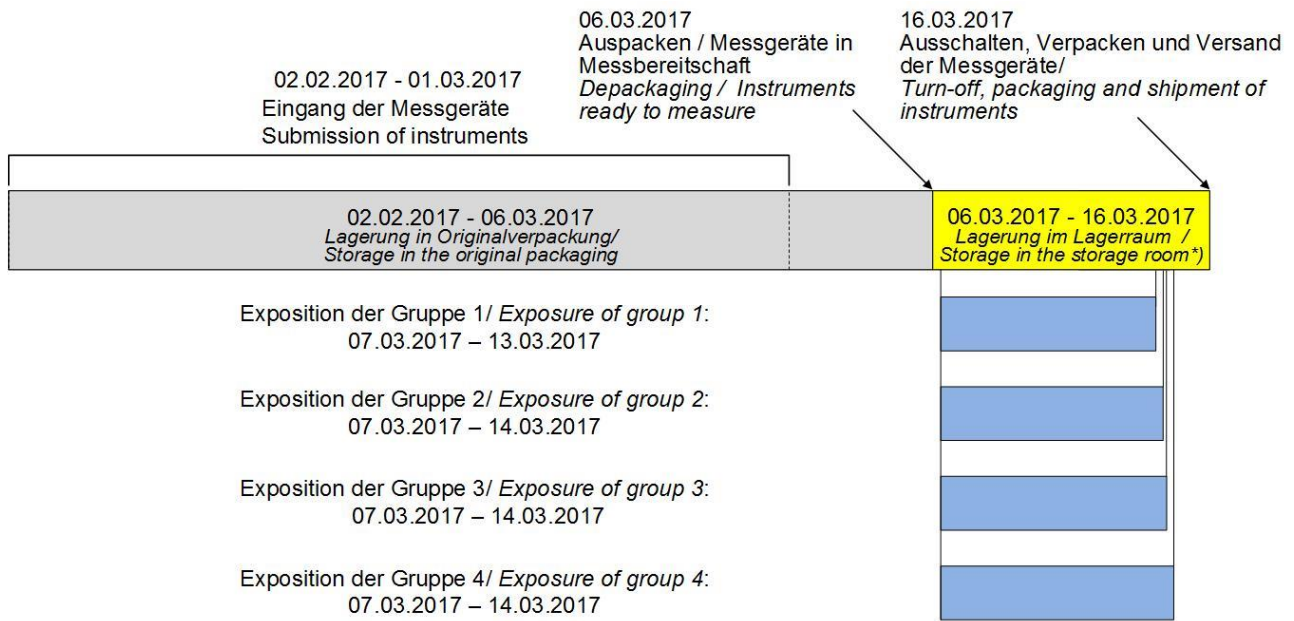 02.02.2017 - 01.03.2017
Eingang der Messgeräte
Submission of instruments
06.03.2017
Auspacken / Messgeräte in
Messbereitschaft
Depackaging / Instruments
ready to measure
16.03.2017
Ausschalten, Verpacken und Versand
der Messgeräte/
Turn-off, packaging and shipment of
instruments
02.02.2017 - 06.03.2017
Lagerung in Originalverpackung/
Storage in the original packaging
06.03.2017 - 16.03.2017
Lagerung im Lagerraum /
Storage in the storage room*)
Exposition der Gruppe 1/ Exposure of group 1:
07.03.2017 – 13.03.2017
Exposition der Gruppe 2/ Exposure of group 2:
07.03.2017 – 14.03.2017
Exposition der Gruppe 3/ Exposure of group 3:
07.03.2017 – 14.03.2017
Exposition der Gruppe 4/ Exposure of group 4:
07.03.2017 – 14.03.2017